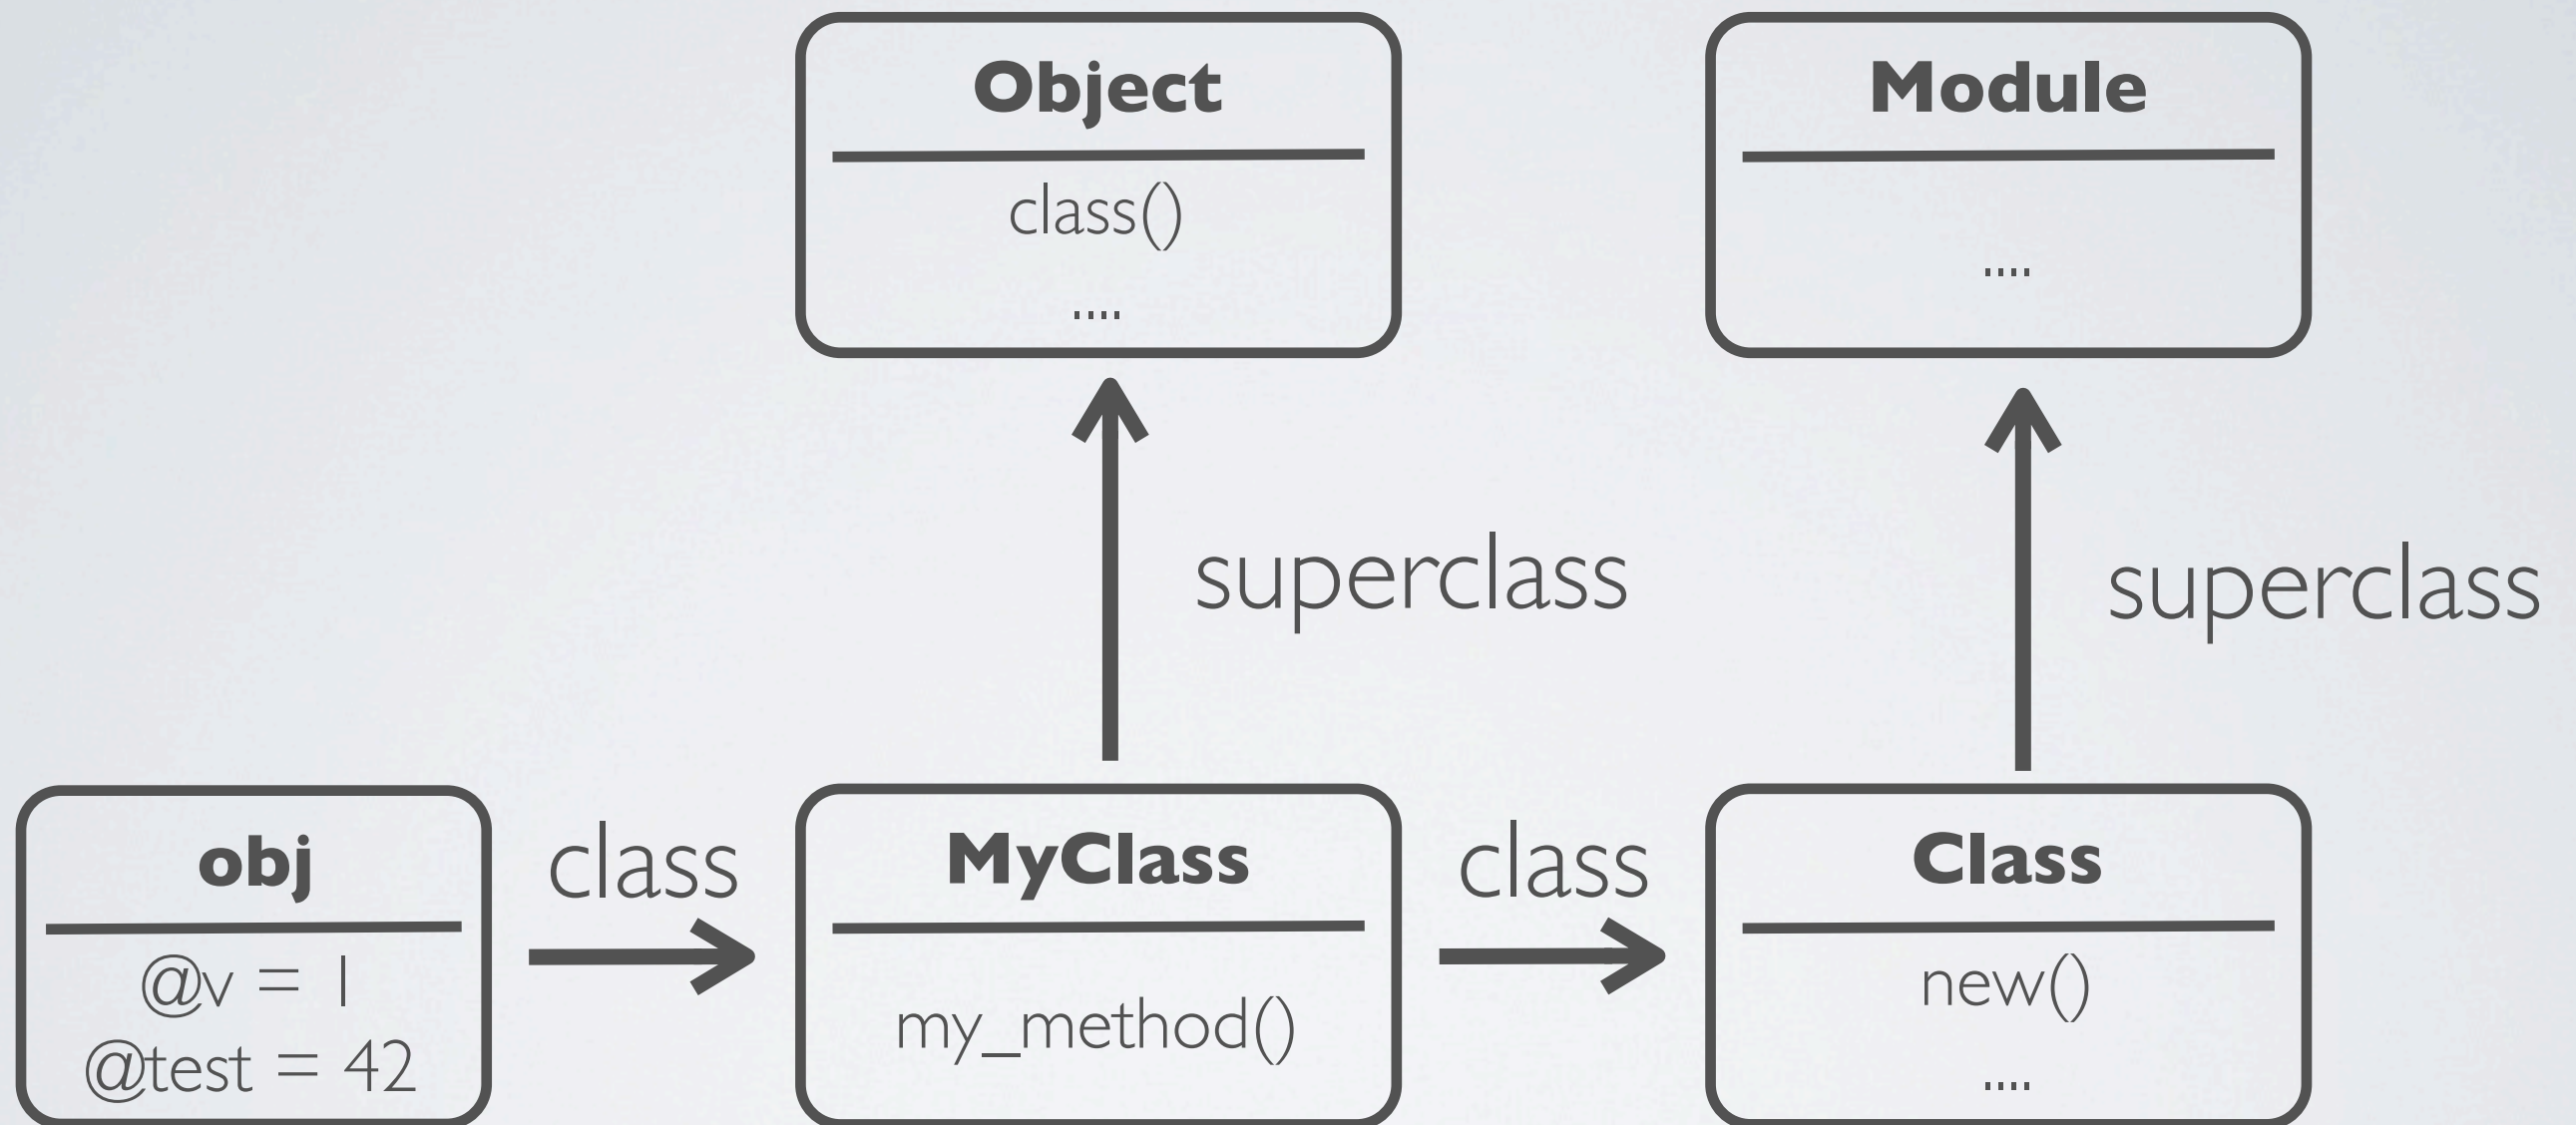 Object
class()
....
Module
....
superclass
superclass
obj
@v = 1
@test = 42
class
MyClass
my_method()
class
Class
new()
....